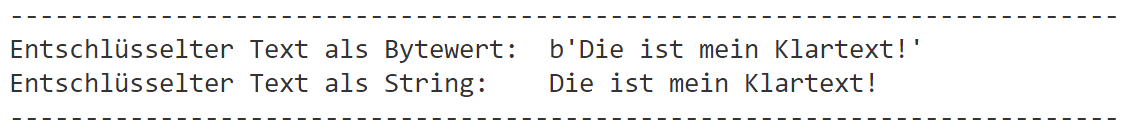 --------------------------------------------------------------------------
Entschlüsselter Text als Bytewert:  b'Die ist mein Klartext!'
Entschlüsselter Text als String:    Die ist mein Klartext!
--------------------------------------------------------------------------